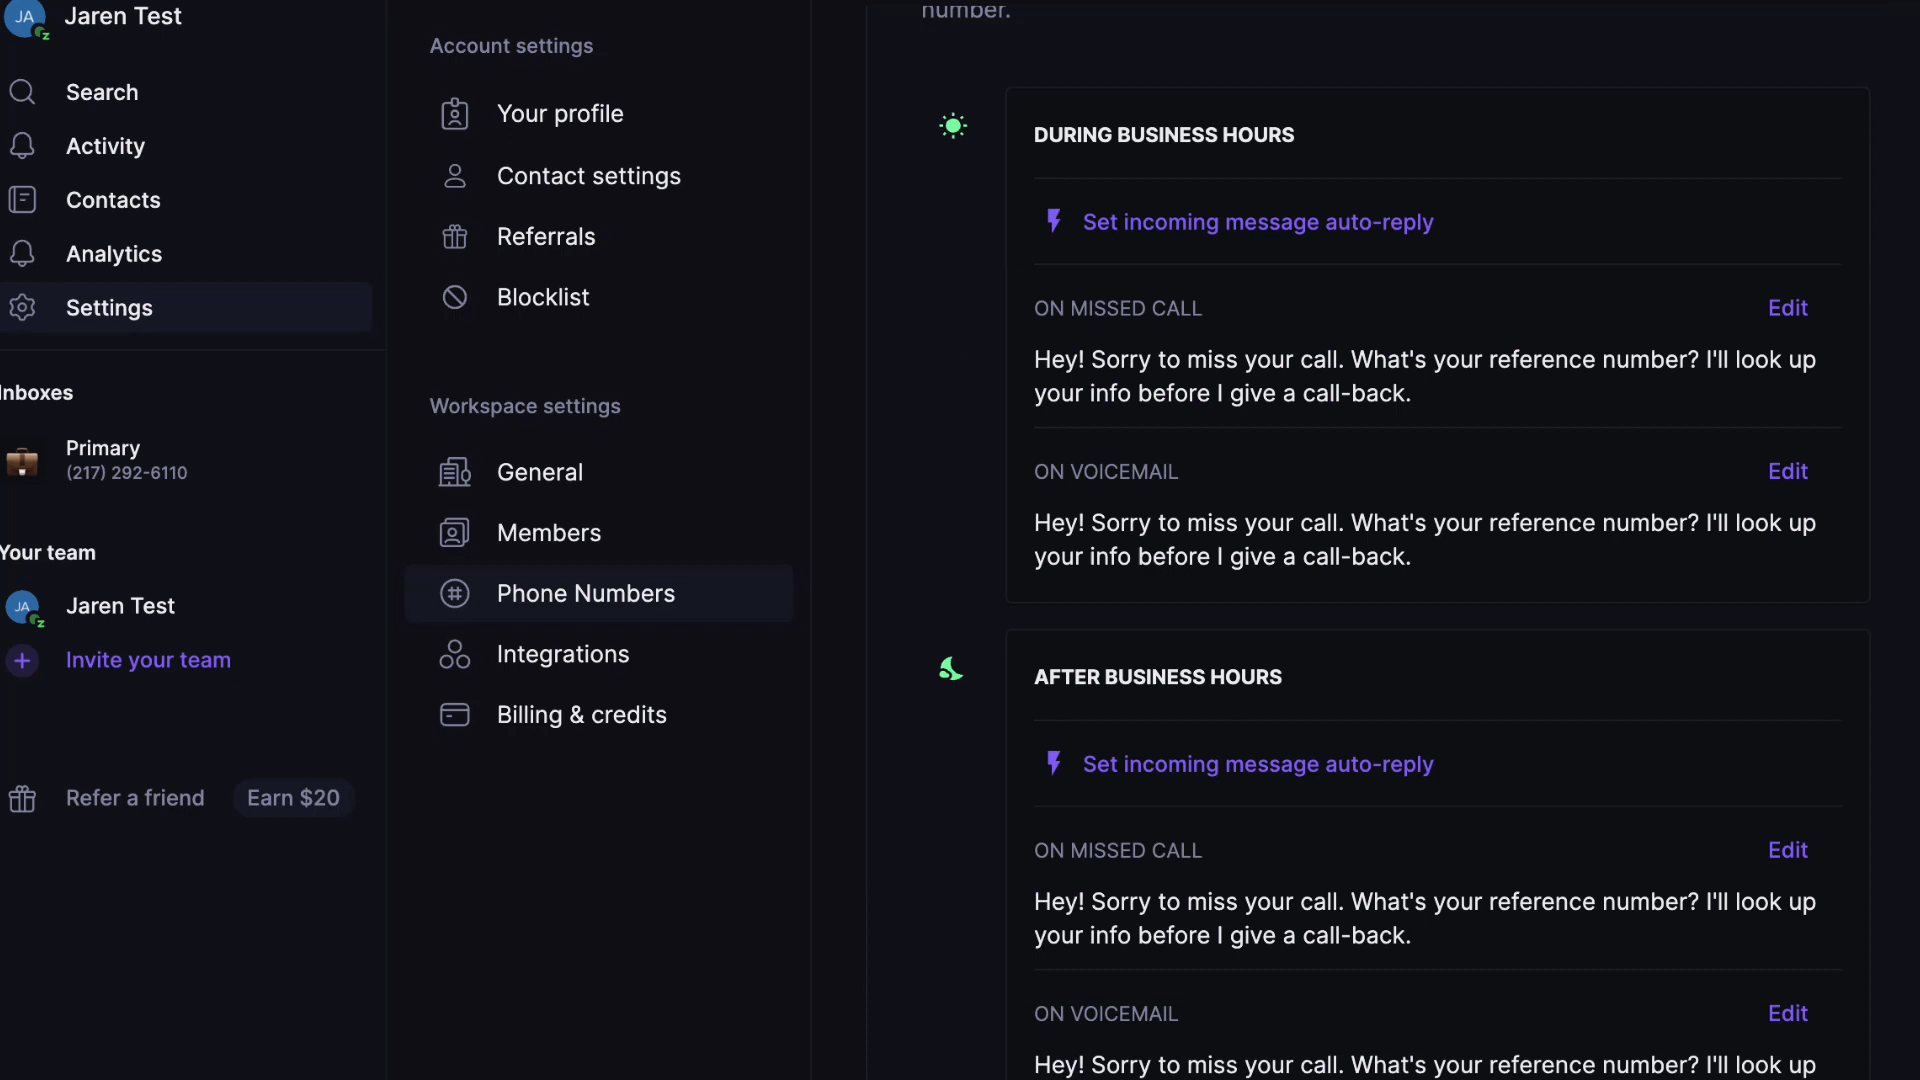 JA
Jaren Test
Search
Activity
Contacts
Analytics
Settings
Inboxes
Primary
(217) 292-6110
Your team
JA
Jaren Test
Invite your team
Refer a friend
Earn $20
Account settings
Your profile
Contact settings
Referrals
Blocklist
Workspace settings
General
Members
Phone Numbers
Integrations
Billing & credits
number.
DURING BUSINESS HOURS
Set incoming message auto-reply
ON MISSED CALL
Edit
Hey! Sorry to miss your call. What's your reference number? I'll look up
your info before I give a call-back.
ON VOICEMAIL
Edit
Hey! Sorry to miss your call. What's your reference number? I'll look up
your info before I give a call-back.
AFTER BUSINESS HOURS
Set incoming message auto-reply
ON MISSED CALL
Edit
Hey! Sorry to miss your call. What's your reference number? I'll look up
your info before I give a call-back.
ON VOICEMAIL
Edit
Hey! Sorry to miss your call. What's your reference number? I'll look up